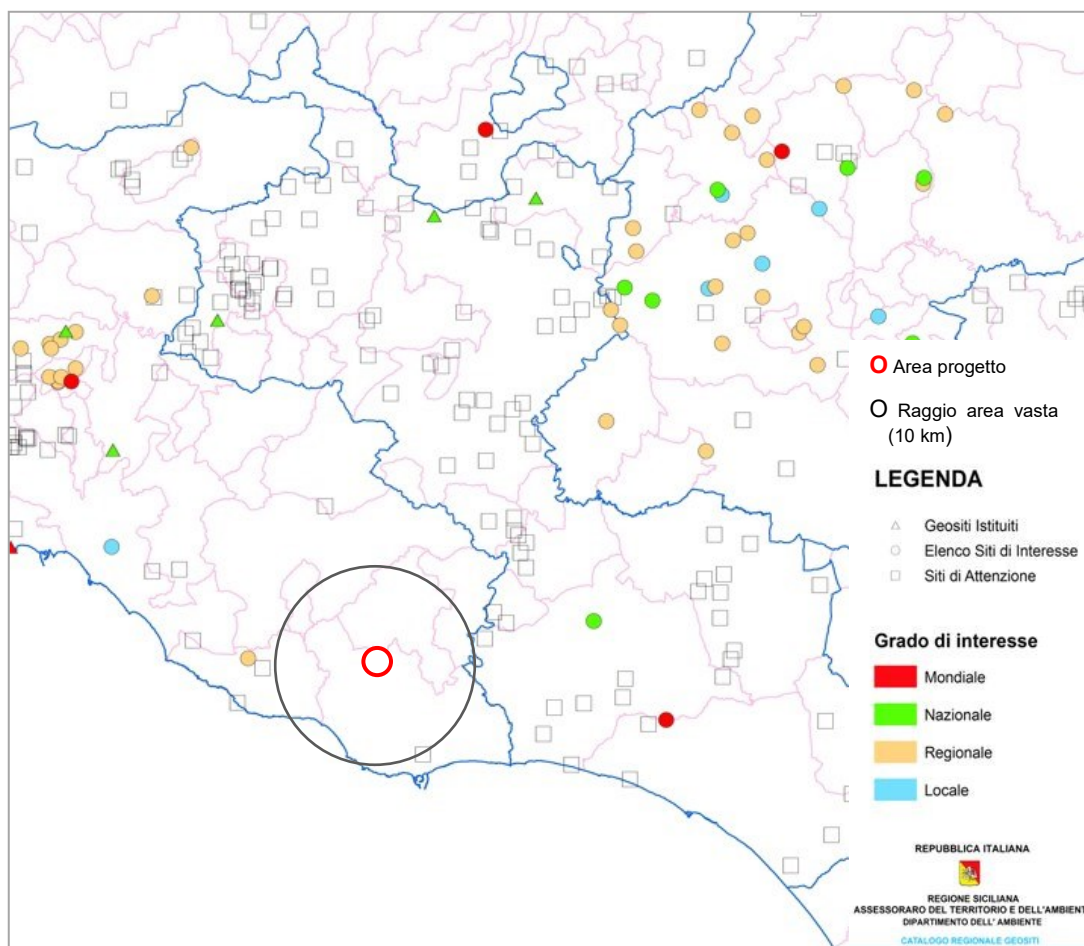 Area progetto
Raggio area vasta
(10 km)
LEGENDA
Geositi Istituiti
Elenco Siti di Interesse
Siti di Attenzione
Grado di interesse
Mondiale
Nazionale
Regionale
Locale
REPUBBLICA ITALIANA
REGIONE SICILIANA
ASSESSORARO DEL TERRITORIO E DELL'AMBIENT
DIPARTIMENTO DELL' AMBIENTE
CATALOGO REGIONALE GEOSITI